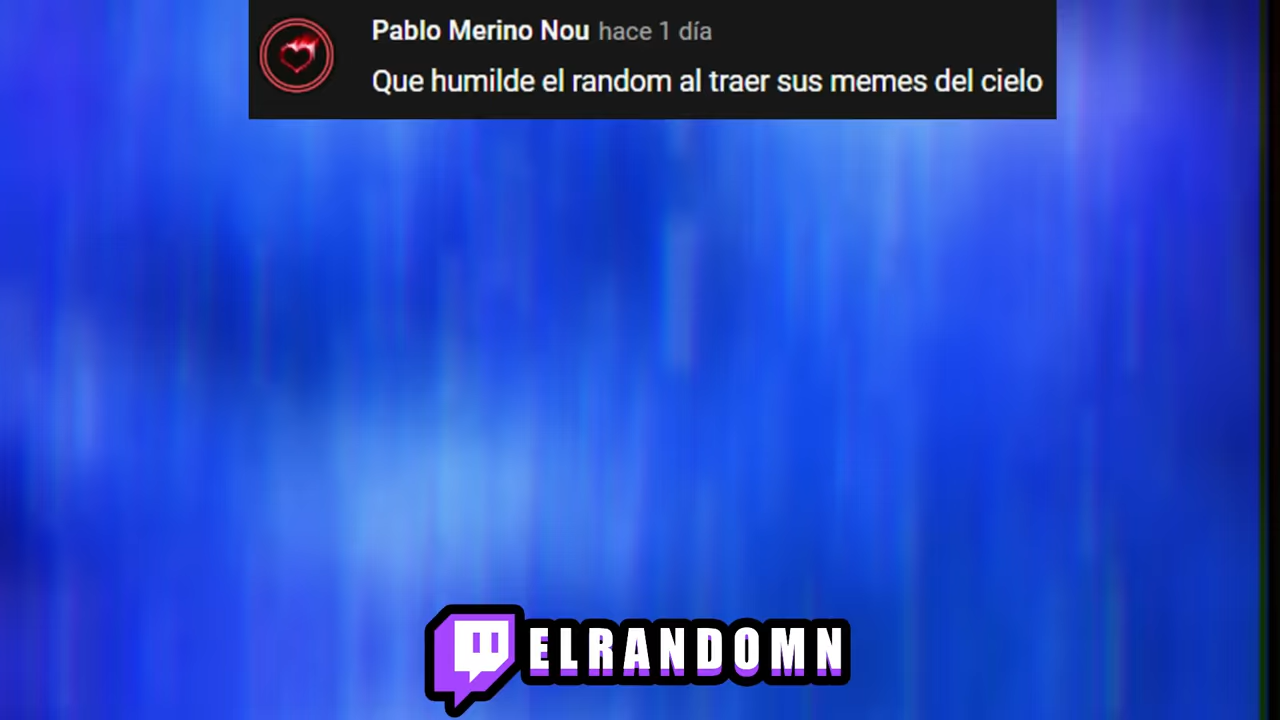 Pablo Merino Nou hace 1 día
Que humilde el random al traer sus memes del cielo
ELRANDOMN